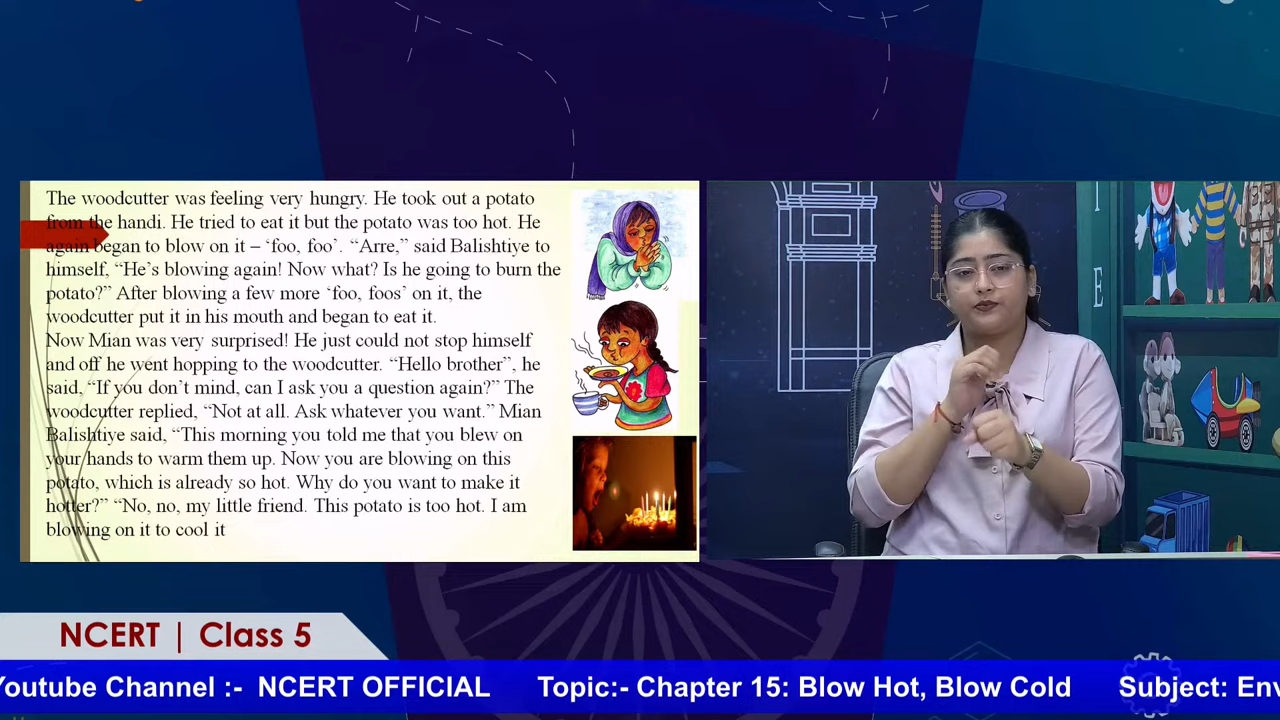 The woodcutter was feeling very hungry. He took out a potato
from the handi. He tried to eat it but the potato was too hot. He
again began to blow on it – ‘foo, foo’. “Arre,” said Balishtiye to
himself, “He’s blowing again! Now what? Is he going to burn the
potato?” After blowing a few more ‘foo, foos’ on it, the
woodcutter put it in his mouth and began to eat it.
Now Mian was very surprised! He just could not stop himself
and off he went hopping to the woodcutter. “Hello brother”, he
said, “If you don’t mind, can I ask you a question again?” The
woodcutter replied, “Not at all. Ask whatever you want.” Mian
Balishtiye said, “This morning you told me that you blew on
your hands to warm them up. Now you are blowing on this
potato, which is already so hot. Why do you want to make it
hotter?” “No, no, my little friend. This potato is too hot. I am
blowing on it to cool it
NCERT | Class 5
Youtube Channel :- NCERT OFFICIAL Topic:- Chapter 15: Blow Hot, Blow Cold Subject: Env